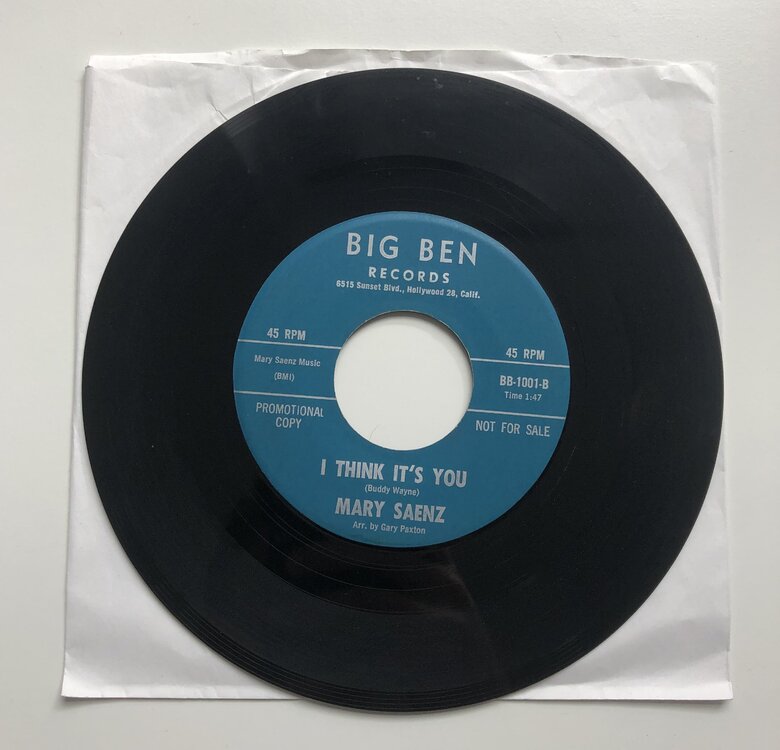 BIG BEN
RECORDS
6515 Sunset Blvd., Hollywood 28, Calif.
45 RPM
Mary Saenz Music
(BMI)
PROMOTIONAL
COPY
45 RPM
BB-1001-B
Time 1:47
NOT FOR SALE
I THINK IT'S YOU
(Buddy Wayne)
MARY SAENZ
Arr. by Gary Paxton